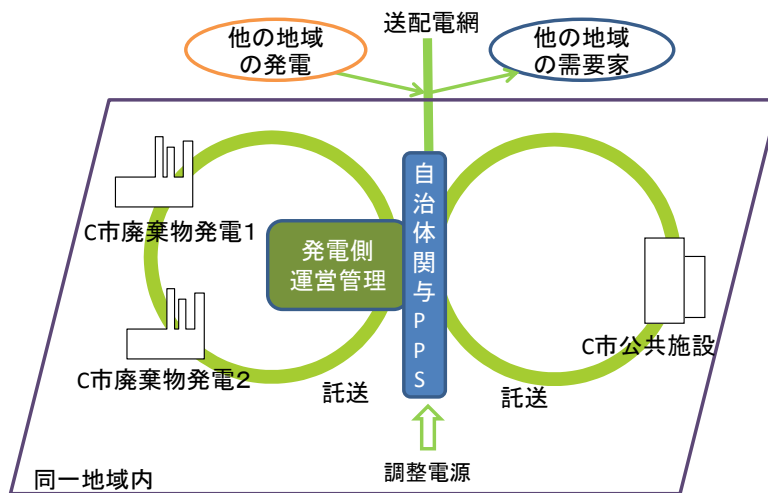 送配電網
他の地域
の発電
他の地域
の需要家
C市廃棄物発電1
発電側
運営管理
自治体関与PPS
C市公共施設
C市廃棄物発電2
託送
託送
調整電源
同一地域内